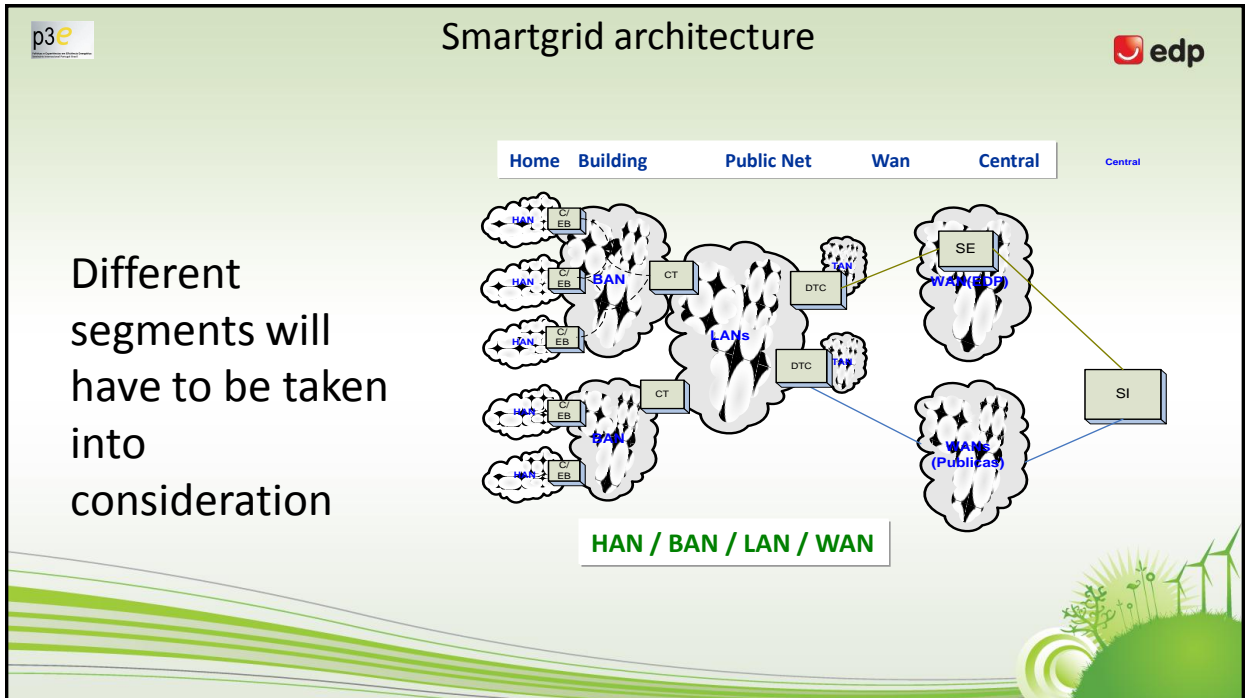 p3e
Smartgrid architecture
edp
Home Building Public Net Wan Central
Central
Different
segments will
have to be taken
into
consideration
HAN
C/
EB
HAN
C/
EB
HAN
C/
EB
BAN
CT
HAN
C/
EB
HAN
C/
EB
BAN
CT
LANs
DTC
TAN
DTC
TAN
SE
WAN(EDP)
WANs
(Publicas)
SI
HAN / BAN / LAN / WAN